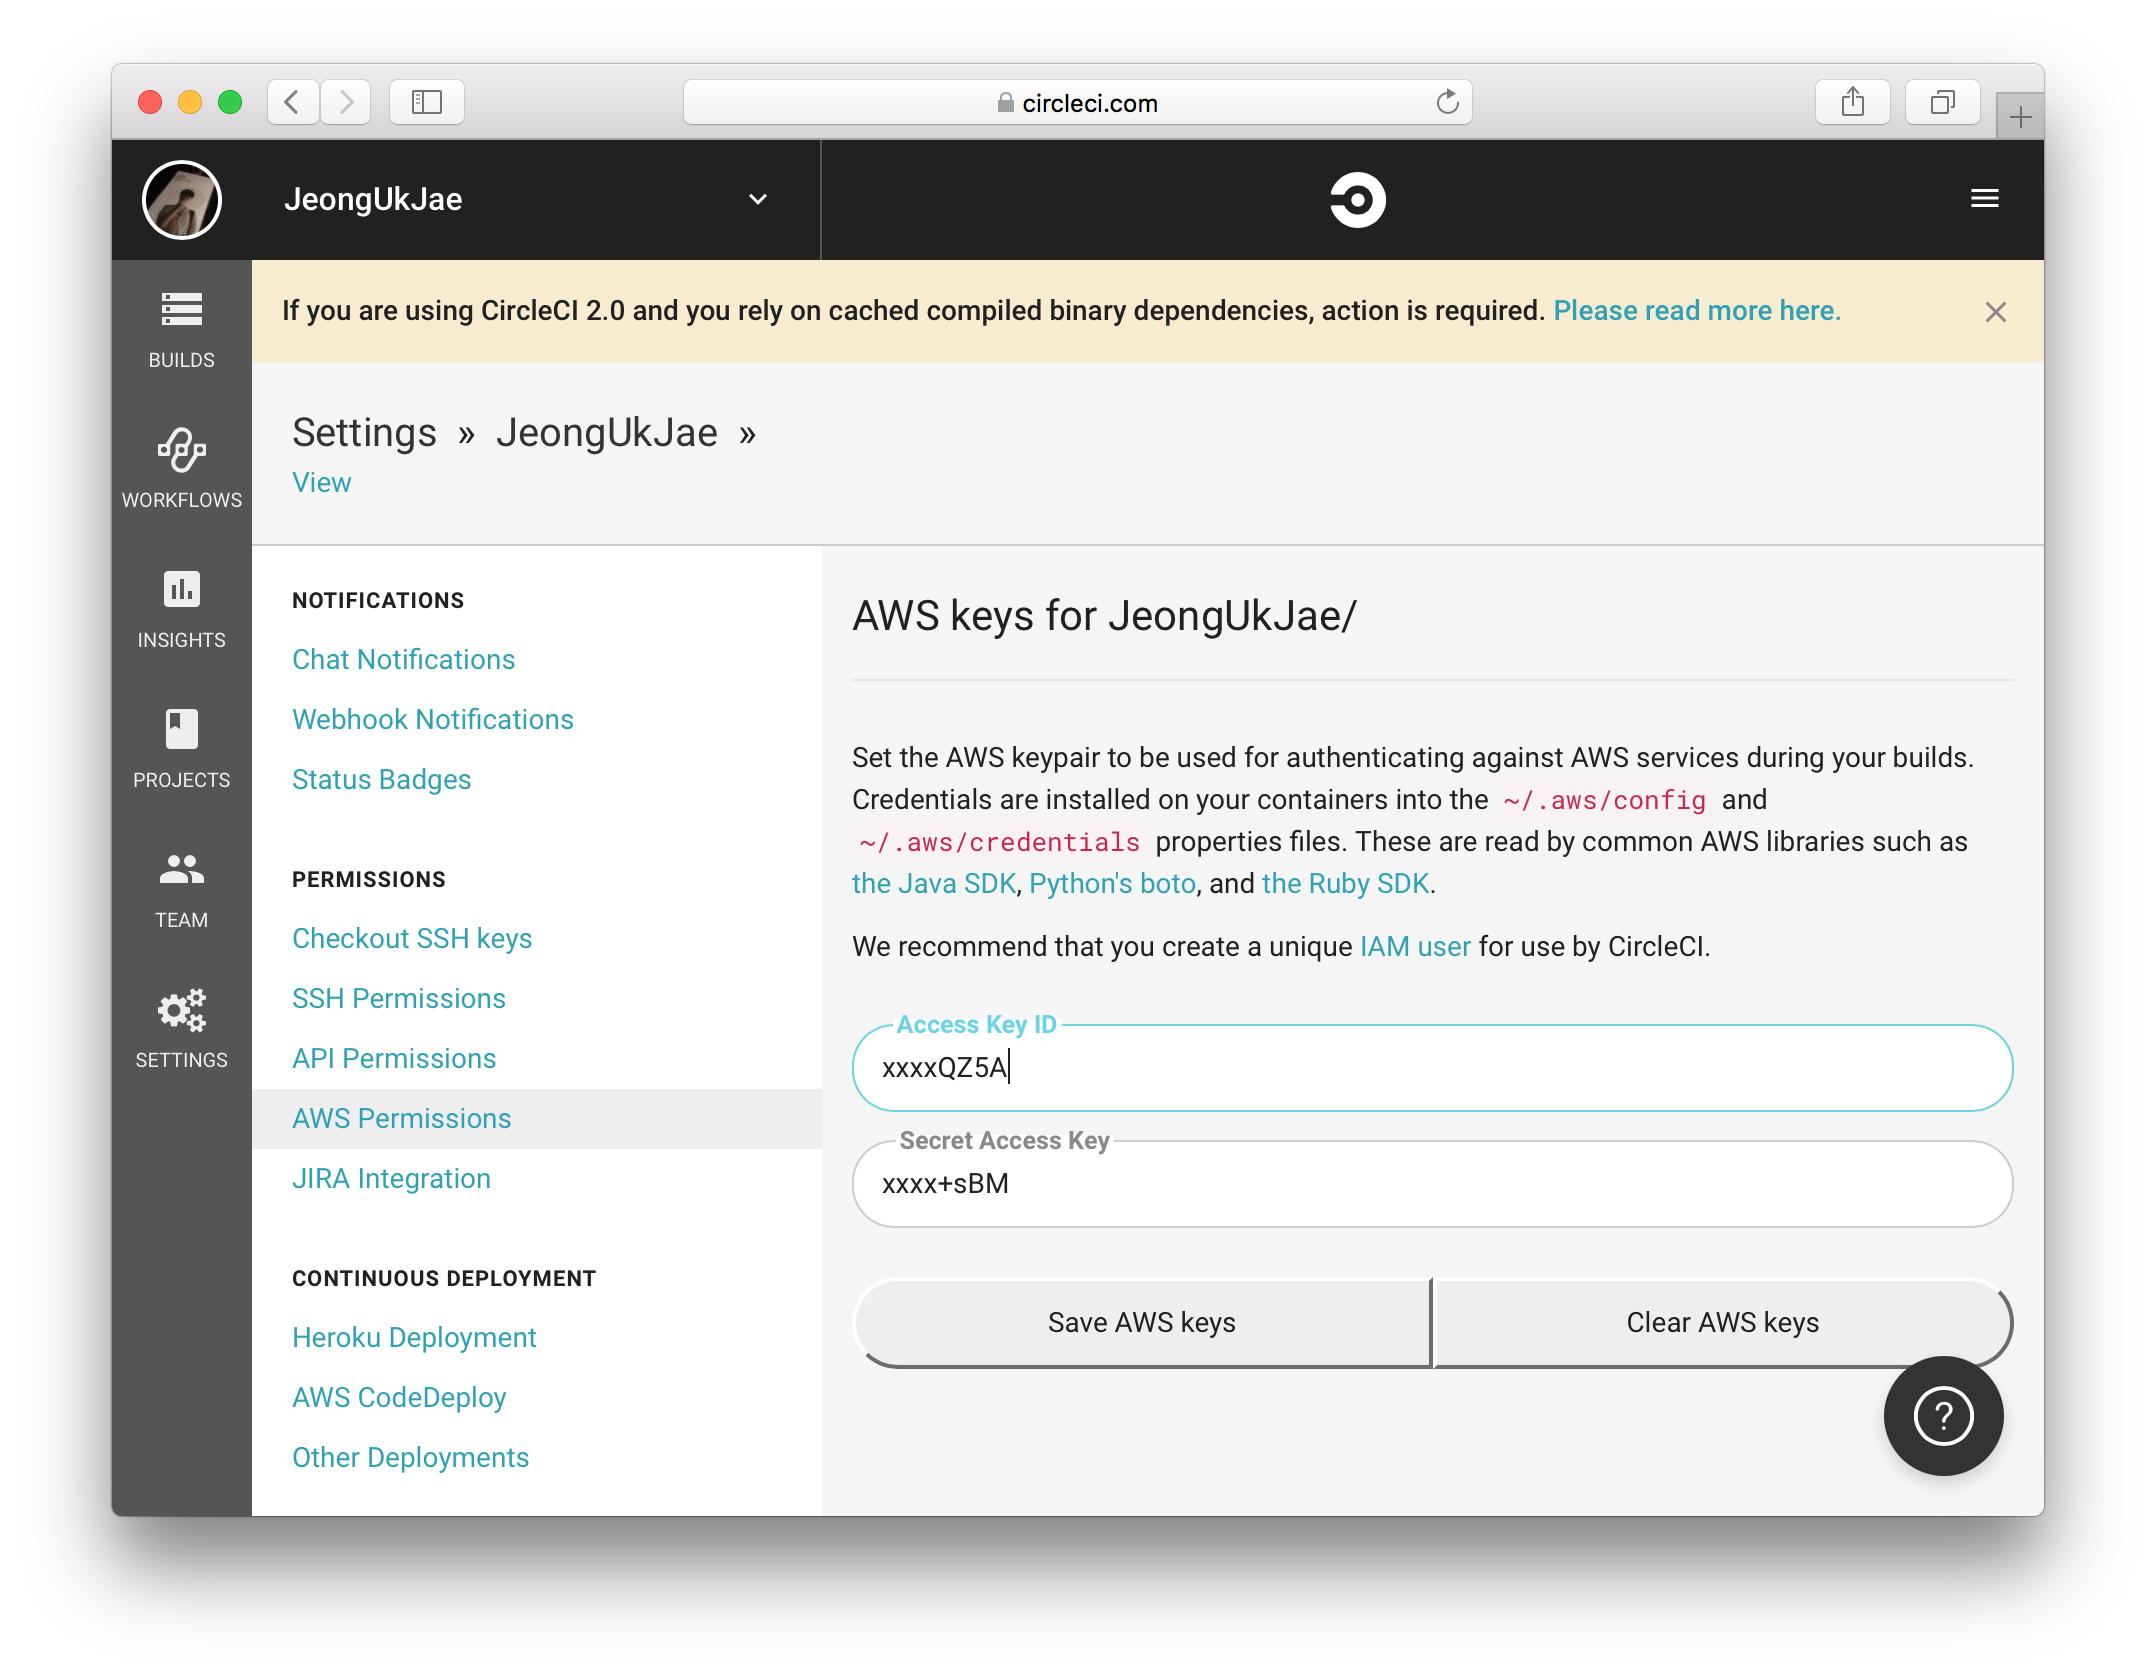 circleci.com
JeongUkJae
If you are using CircleCI 2.0 and you rely on cached compiled binary dependencies, action is required. Please read more here.
BUILDS
WORKFLOWS
INSIGHTS
PROJECTS
TEAM
SETTINGS
Settings » JeongUkJae »
View
NOTIFICATIONS
Chat Notifications
Webhook Notifications
Status Badges
PERMISSIONS
Checkout SSH keys
SSH Permissions
API Permissions
AWS Permissions
JIRA Integration
CONTINUOUS DEPLOYMENT
Heroku Deployment
AWS CodeDeploy
Other Deployments
AWS keys for JeongUkJae/
Set the AWS keypair to be used for authenticating against AWS services during your builds.
Credentials are installed on your containers into the ~/.aws/config and
~/.aws/credentials properties files. These are read by common AWS libraries such as
the Java SDK, Python's boto, and the Ruby SDK.
We recommend that you create a unique IAM user for use by CircleCI.
Access Key ID
xxxxQZ5A
Secret Access Key
xxxx+sBM
Save AWS keys
Clear AWS keys
?